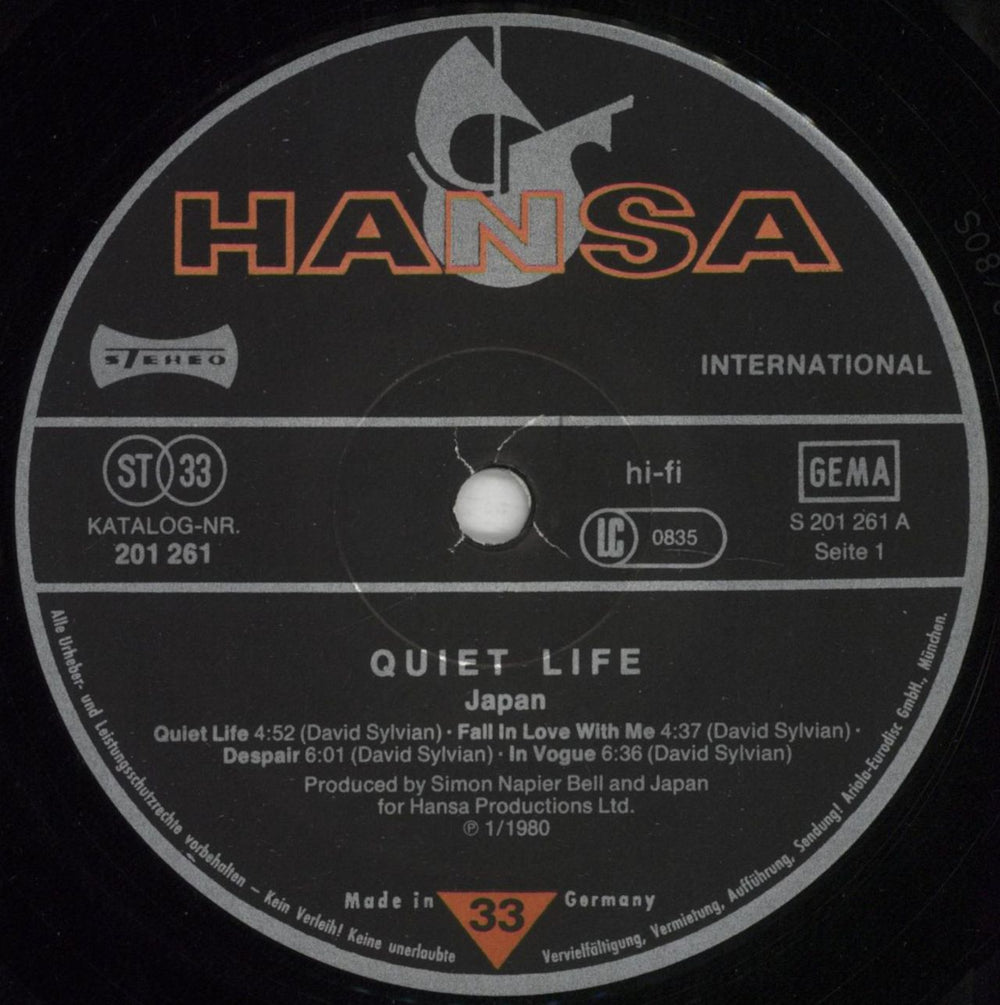 HANSA
STEREO
INTERNATIONAL
ST 33
KATALOG-NR.
201 261
hi-fi
LC 0835
GEMA
S 201 261 A
Seite 1
QUIET LIFE
Japan
Quiet Life 4:52 (David Sylvian) · Fall In Love With Me 4:37 (David Sylvian) ·
Despair 6:01 (David Sylvian) · In Vogue 6:36 (David Sylvian)
Produced by Simon Napier Bell and Japan
for Hansa Productions Ltd.
℗ 1/1980
Made in 33 Germany
Alle Urheber- und Leistungsschutzrechte vorbehalten – Kein Verleih! Keine unerlaubte Vervielfältigung, Vermietung, Aufführung, Sendung! Ariola-Eurodisc GmbH., München.